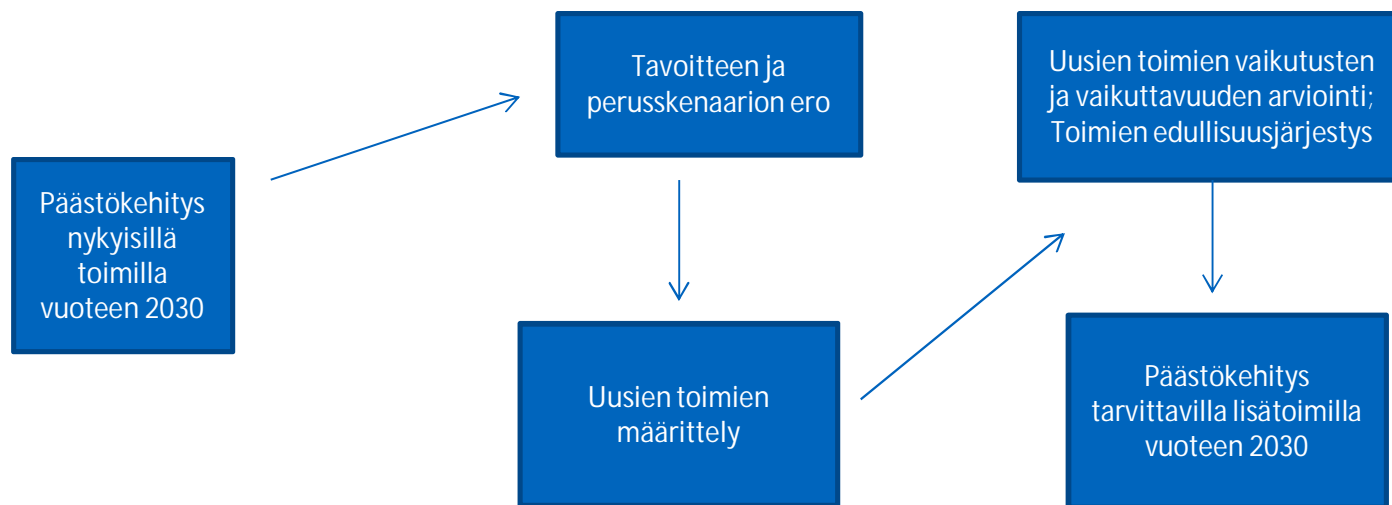 Päästökehitys
nykyisillä
toimilla
vuoteen 2030
Tavoitteen ja
perusskenaarion ero
Uusien toimien
määrittely
Uusien toimien vaikutusten
ja vaikuttavuuden arviointi;
Toimien edullisuusjärjestys
Päästökehitys
tarvittavilla lisätoimilla
vuoteen 2030